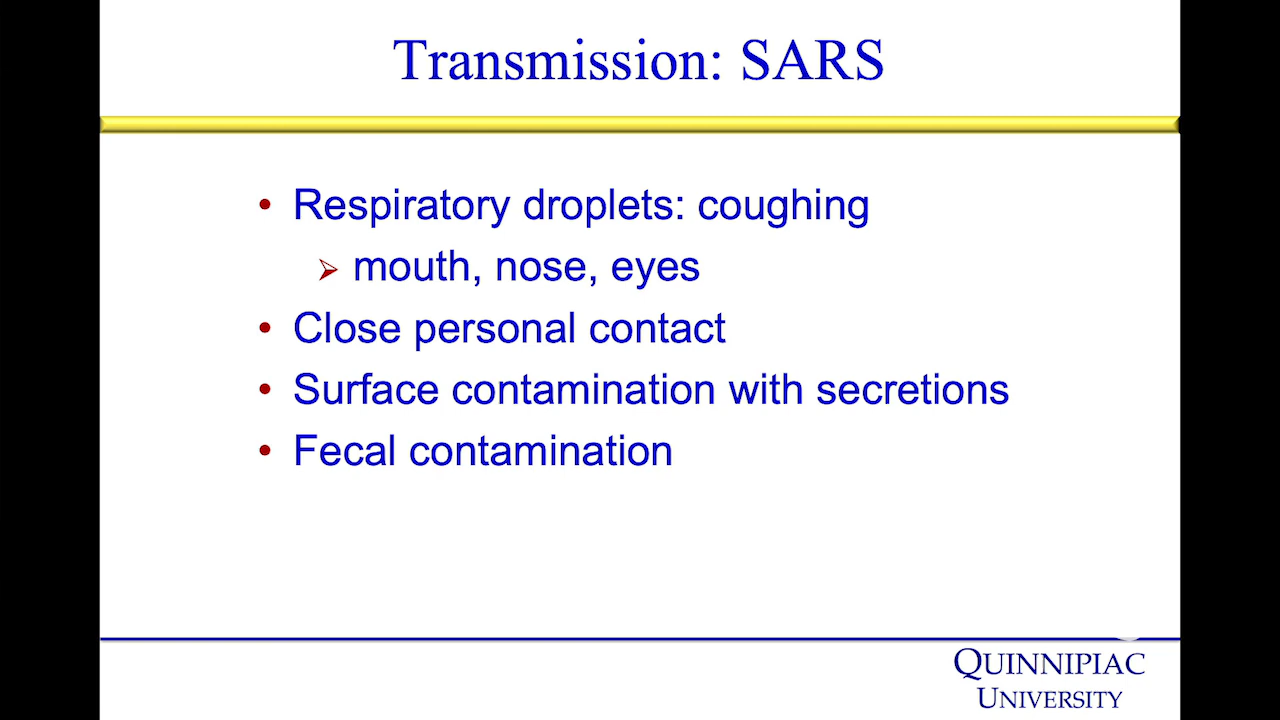 Transmission: SARS
• Respiratory droplets: coughing
➢ mouth, nose, eyes
• Close personal contact
• Surface contamination with secretions
• Fecal contamination
QUINNIPIAC
UNIVERSITY